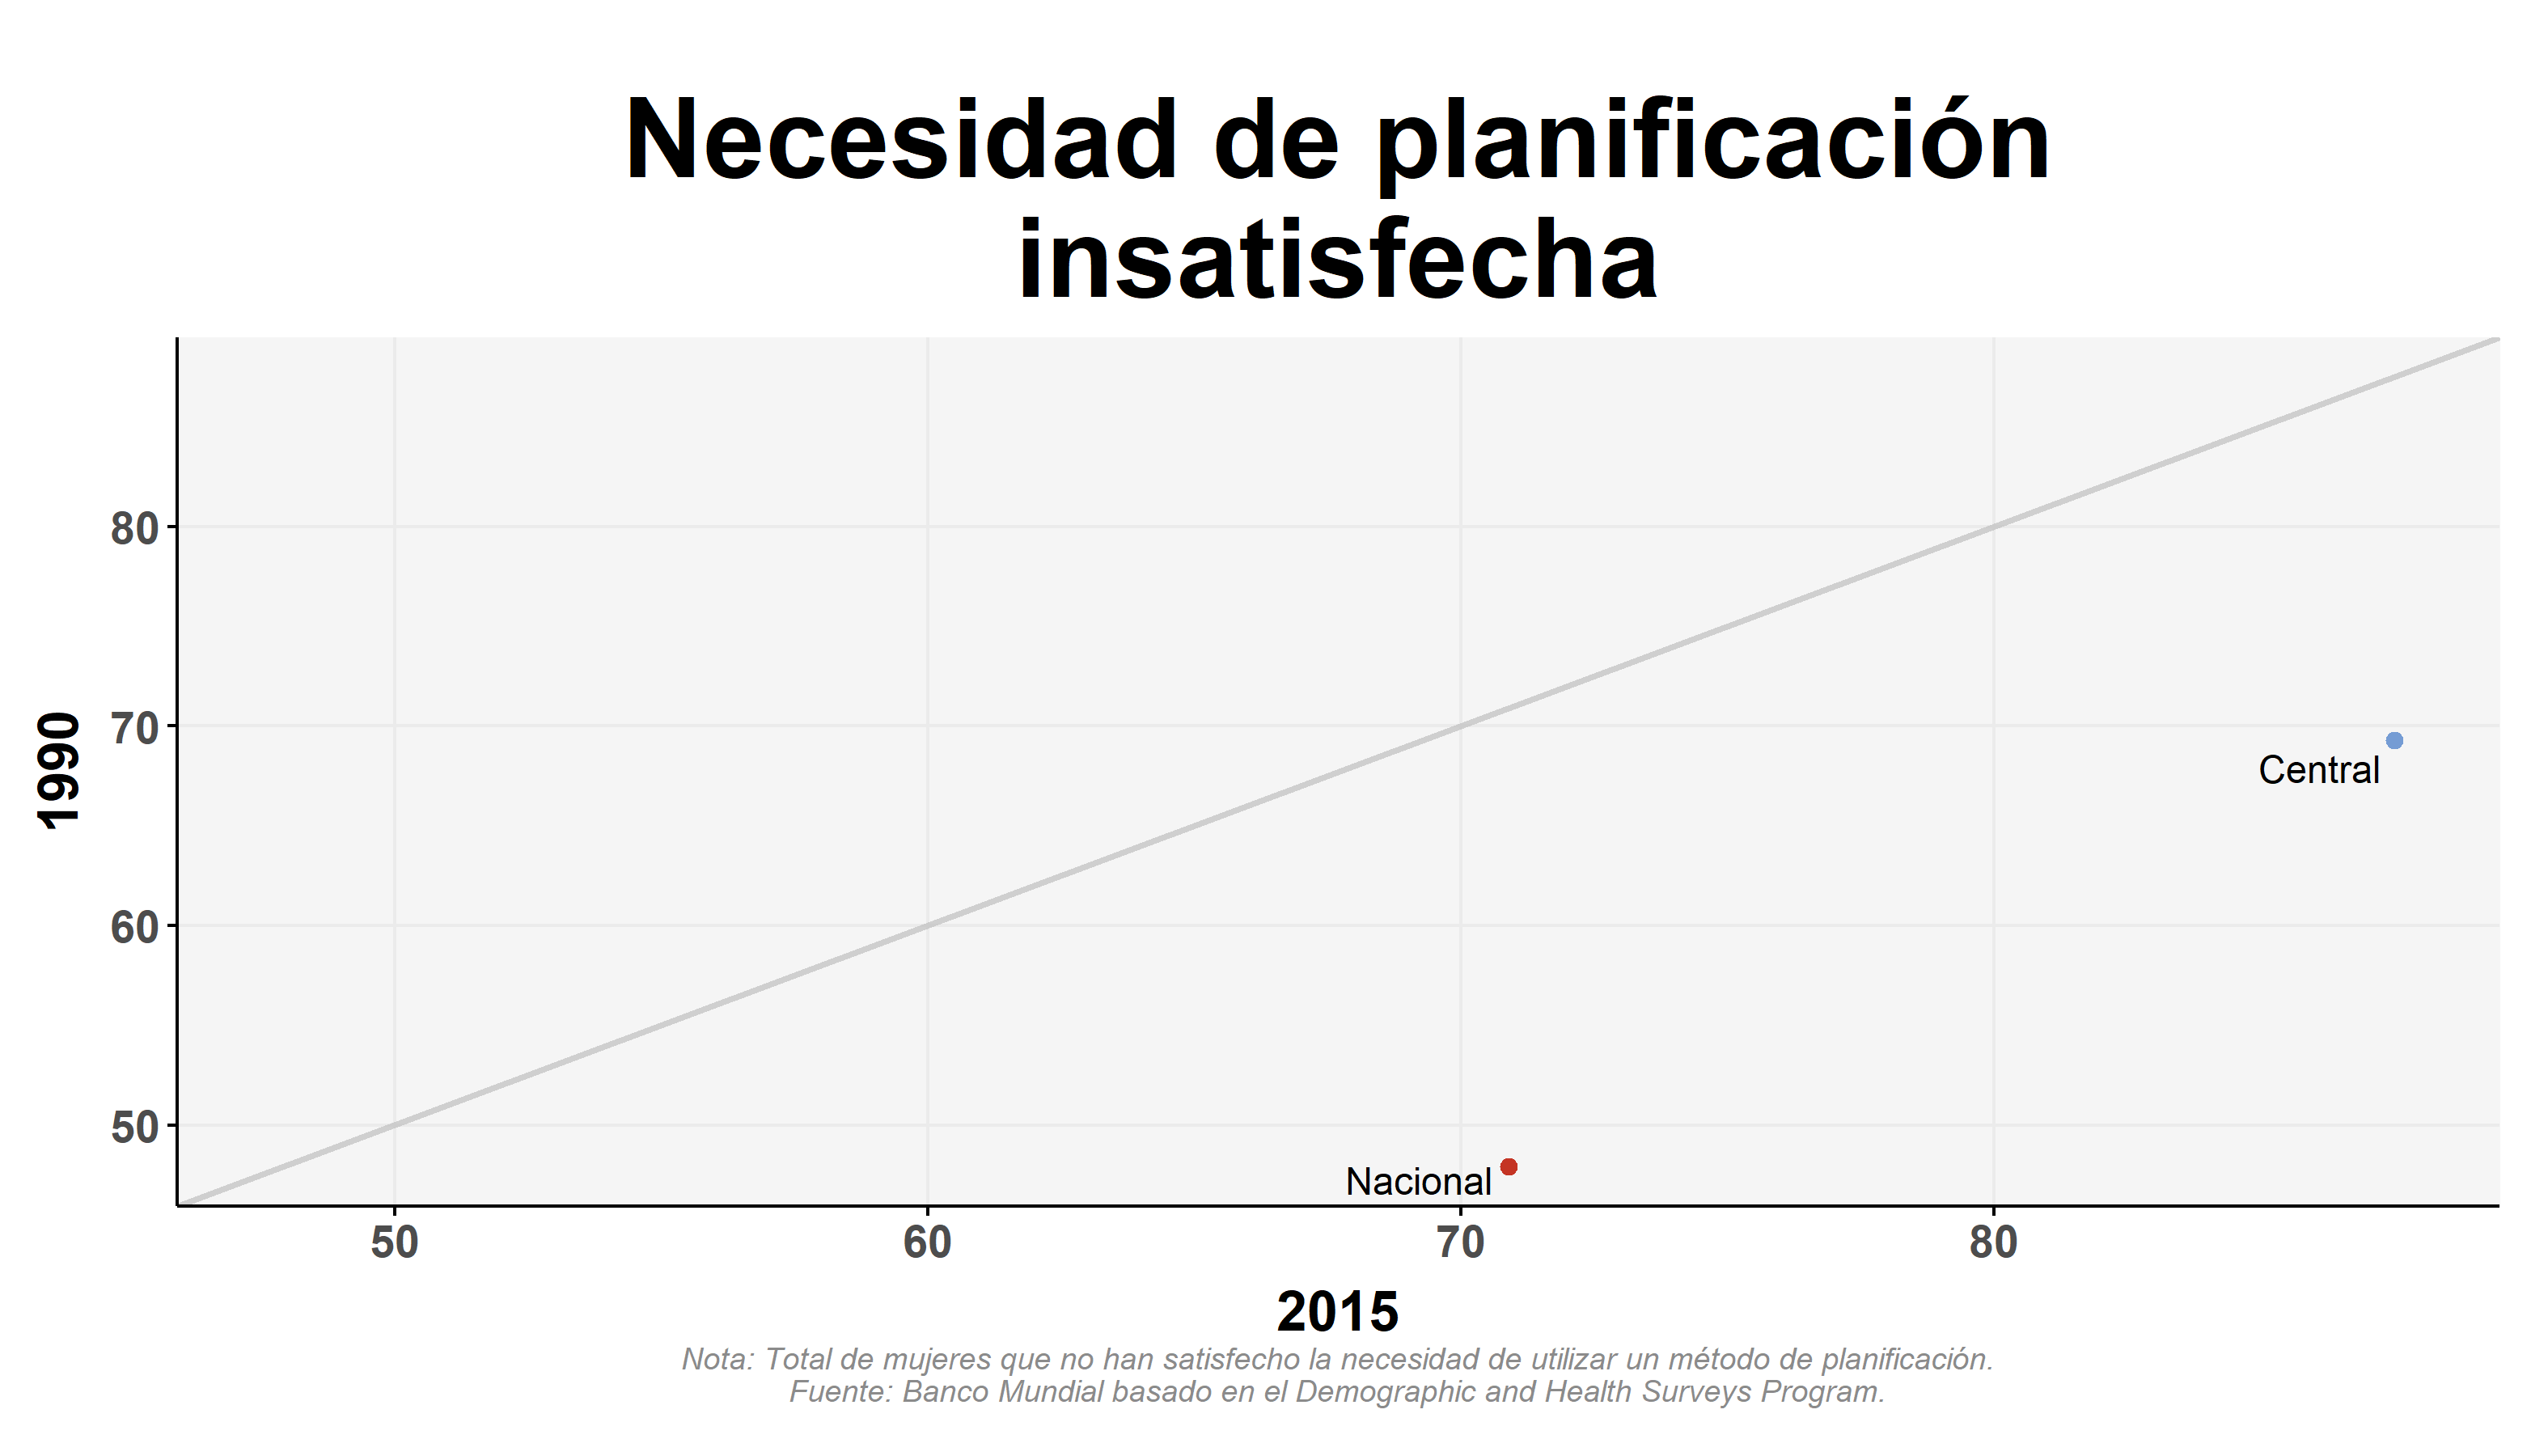 Necesidad de planificación
insatisfecha
80
70
60
50
1990
Central
Nacional
50 60 70 80
2015
Nota: Total de mujeres que no han satisfecho la necesidad de utilizar un método de planificación.
Fuente: Banco Mundial basado en el Demographic and Health Surveys Program.